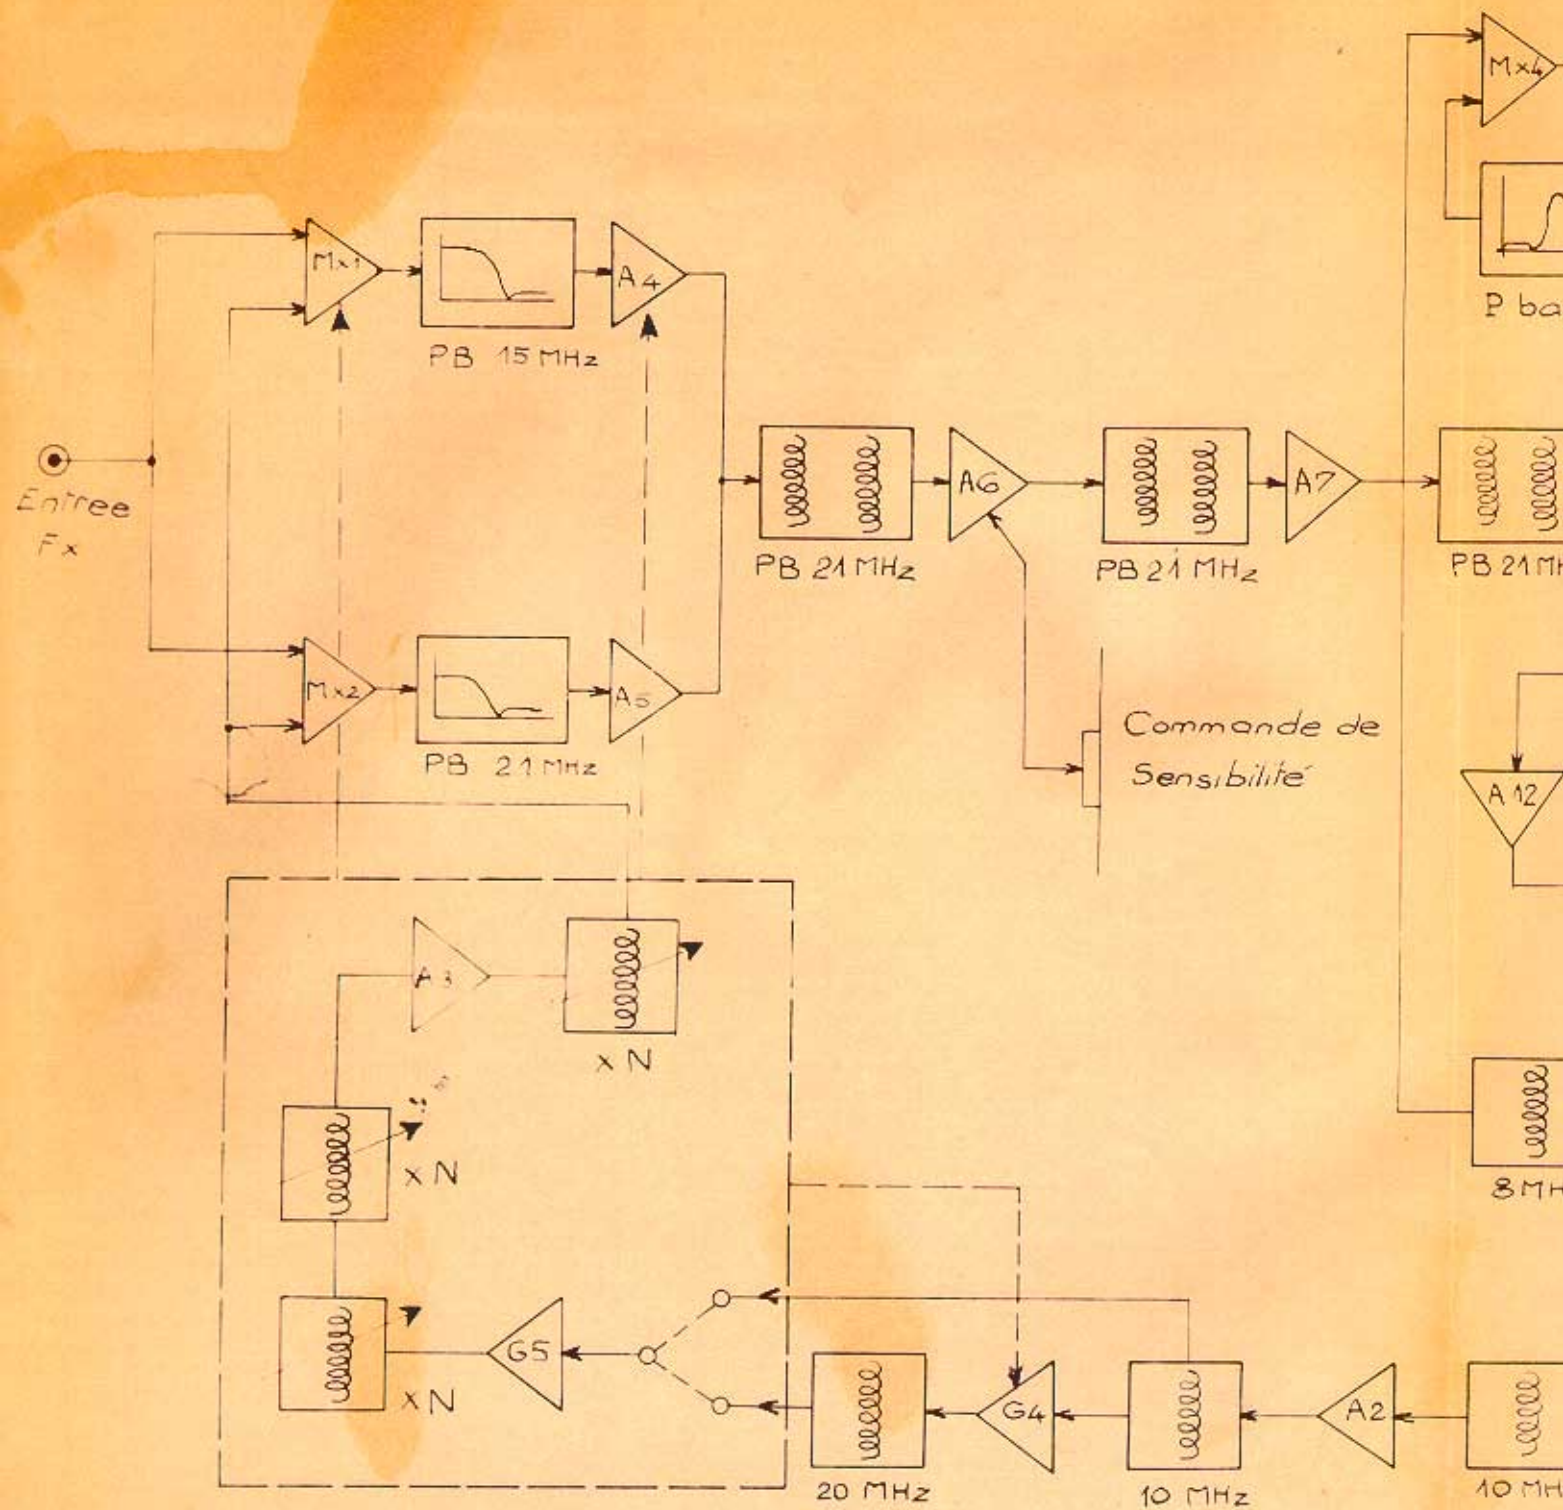 Mx4
Mx1
A4
PB 15 MHz
P ba
Entree
Fx
A6
A7
PB 21 MHz
PB 21 MHz
PB 21 MH
Mx2
A5
PB 21 MHz
Commande de
Sensibilité
A 12
A3
x N
x N
8 MH
G5
x N
G4
A2
20 MHz
10 MHz
10 MH